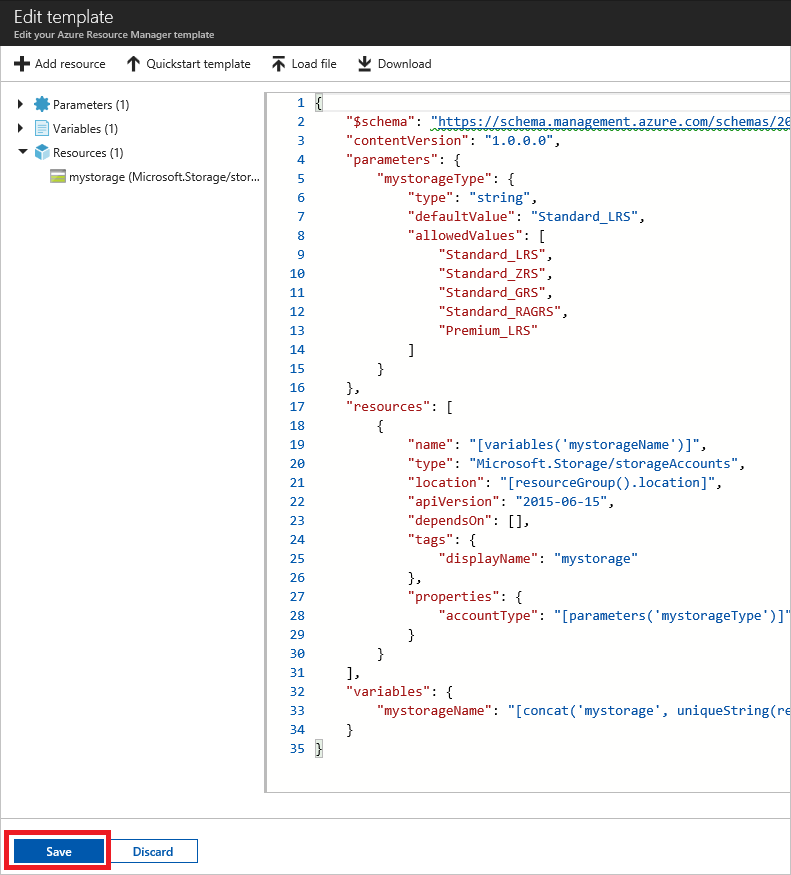 Edit template
Edit your Azure Resource Manager template
Add resource Quickstart template Load file Download
Parameters (1)
Variables (1)
Resources (1)
mystorage (Microsoft.Storage/stor...
1 {
2 "$schema": "https://schema.management.azure.com/schemas/20
3 "contentVersion": "1.0.0.0",
4 "parameters": {
5 "mystorageType": {
6 "type": "string",
7 "defaultValue": "Standard_LRS",
8 "allowedValues": [
9 "Standard_LRS",
10 "Standard_ZRS",
11 "Standard_GRS",
12 "Standard_RAGRS",
13 "Premium_LRS"
14 ]
15 }
16 },
17 "resources": [
18 {
19 "name": "[variables('mystorageName')]",
20 "type": "Microsoft.Storage/storageAccounts",
21 "location": "[resourceGroup().location]",
22 "apiVersion": "2015-06-15",
23 "dependsOn": [],
24 "tags": {
25 "displayName": "mystorage"
26 },
27 "properties": {
28 "accountType": "[parameters('mystorageType')]"
29 }
30 }
31 ],
32 "variables": {
33 "mystorageName": "[concat('mystorage', uniqueString(re
34 }
35 }
Save Discard